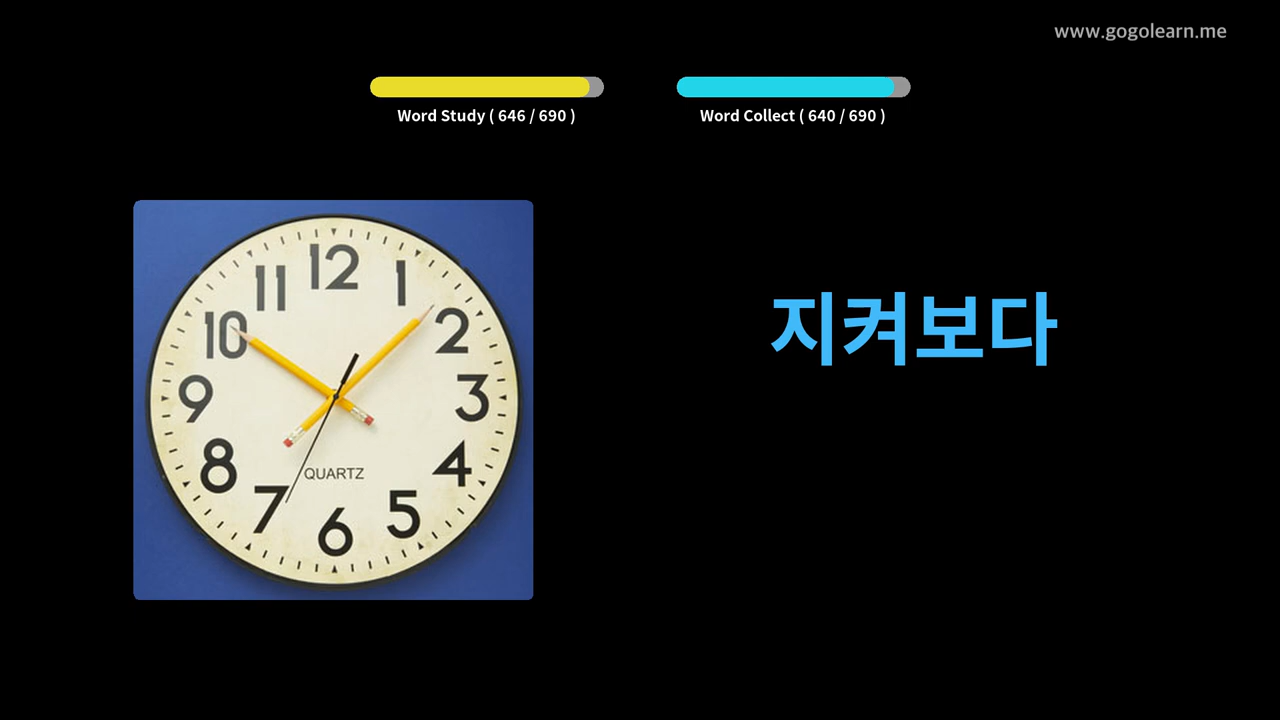 www.gogolearn.me
Word Study ( 646 / 690 )
Word Collect ( 640 / 690 )
12
11
1
10
2
9
3
8
4
QUARTZ
7
5
6
지켜보다